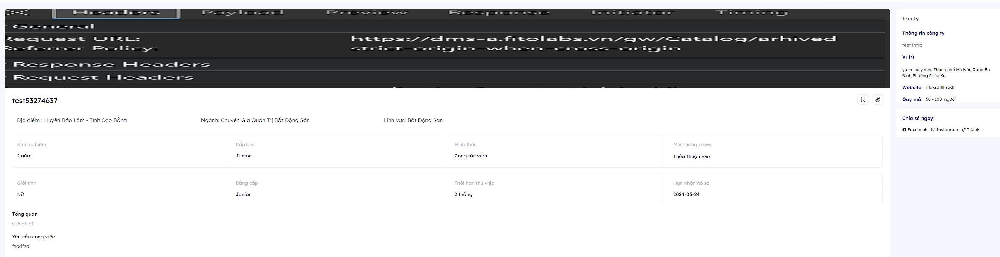 Headers Payload Preview Response Initiator Timing
General
Request URL: https://dms-a.fitolabs.vn/gw/Catalog/arhived
Referrer Policy: strict-origin-when-cross-origin
Response Headers
Request Headers
test53274637
Địa điểm : Huyện Bảo Lâm - Tỉnh Cao Bằng Ngành: Chuyên Gia Quản Trị Bất Động Sản Lĩnh vực: Bất Động Sản
Kinh nghiệm Cấp bậc Hình thức Mức lương /Tháng
2 năm Junior Cộng tác viên Thỏa thuận VNĐ
Giới tính Bằng cấp Thời hạn thử việc Hạn nhận hồ sơ
Nữ Junior 2 tháng 2024-05-24
Tổng quan
sdfsdfsdf
Yêu cầu công việc
fsadfsa
tencty
Thông tin công ty
test intro
Vi trí
yuen loc y yen, Thành phố Hà Nội, Quận Ba
Đình,Phường Phúc Xá
Website jflaksdjflksadf
Quy mô 50 - 100 người
Chia sẻ ngay:
Facebook Instagram Tiktok